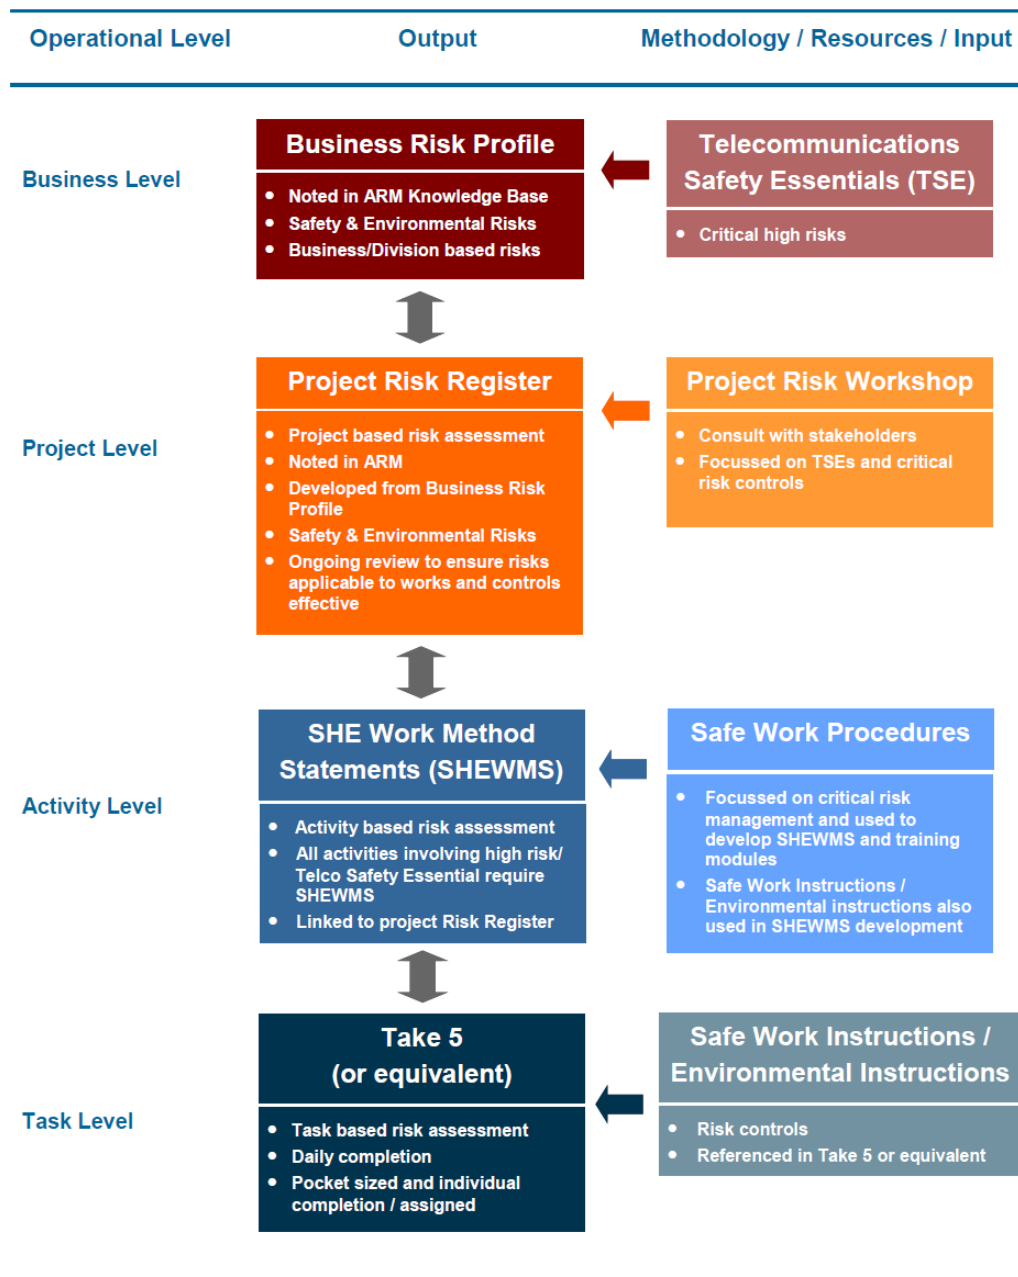 Operational Level
Output
Methodology / Resources / Input
Business Level
Business Risk Profile
• Noted in ARM Knowledge Base
• Safety & Environmental Risks
• Business/Division based risks
Telecommunications
Safety Essentials (TSE)
• Critical high risks
Project Level
Project Risk Register
• Project based risk assessment
• Noted in ARM
• Developed from Business Risk
Profile
• Safety & Environmental Risks
• Ongoing review to ensure risks
applicable to works and controls
effective
Project Risk Workshop
• Consult with stakeholders
• Focussed on TSEs and critical
risk controls
Activity Level
SHE Work Method
Statements (SHEWMS)
• Activity based risk assessment
• All activities involving high risk/
Telco Safety Essential require
SHEWMS
• Linked to project Risk Register
Safe Work Procedures
• Focussed on critical risk
management and used to
develop SHEWMS and training
modules
• Safe Work Instructions /
Environmental instructions also
used in SHEWMS development
Task Level
Take 5
(or equivalent)
• Task based risk assessment
• Daily completion
• Pocket sized and individual
completion / assigned
Safe Work Instructions /
Environmental Instructions
• Risk controls
• Referenced in Take 5 or equivalent